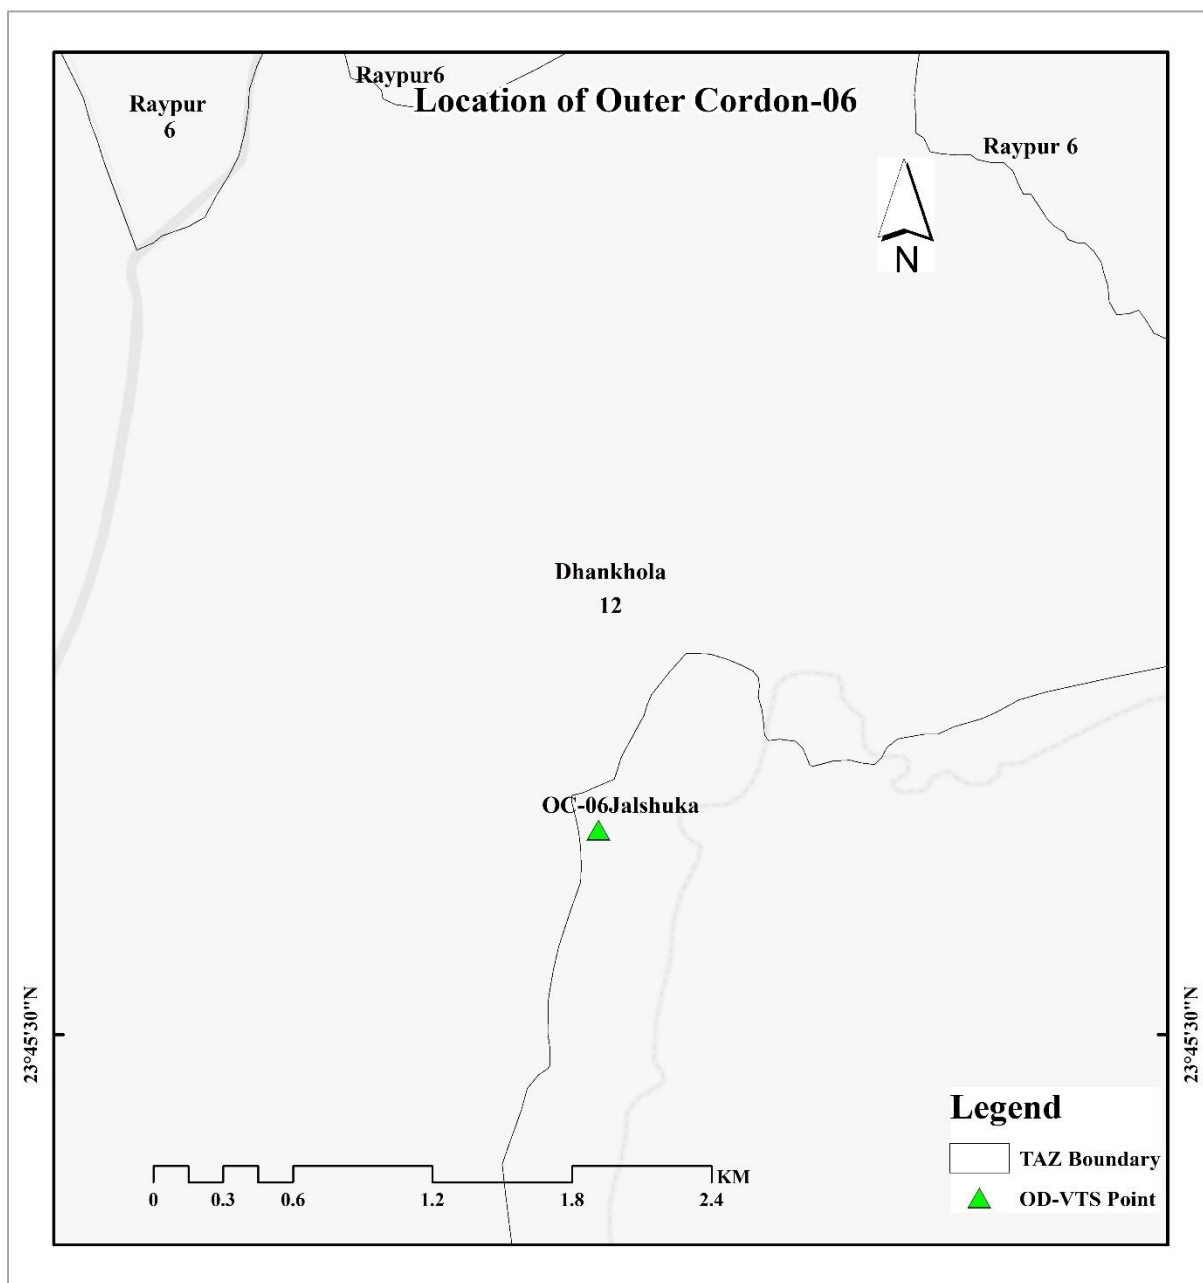 Raypur6
Location of Outer Cordon-06
Raypur
6
Raypur 6
N
Dhankhola
12
OC-06Jalshuka
23°45'30"N
23°45'30"N
Legend
TAZ Boundary
OD-VTS Point
KM
0 0.3 0.6 1.2 1.8 2.4